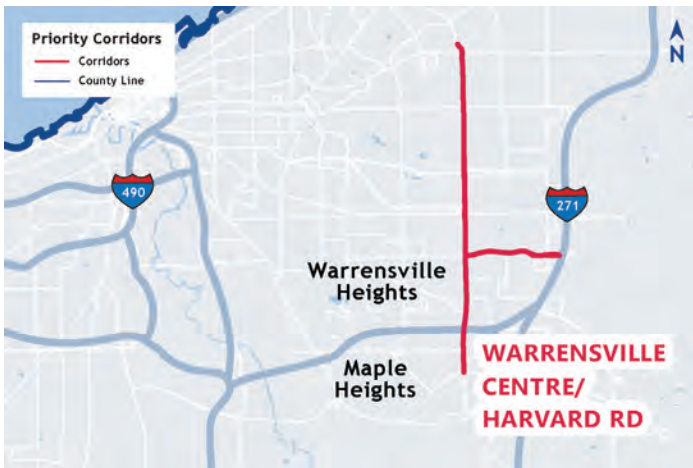 Priority Corridors
Corridors
County Line
N
490
271
Warrensville
Heights
Maple
Heights
WARRENSVILLE
CENTRE/
HARVARD RD